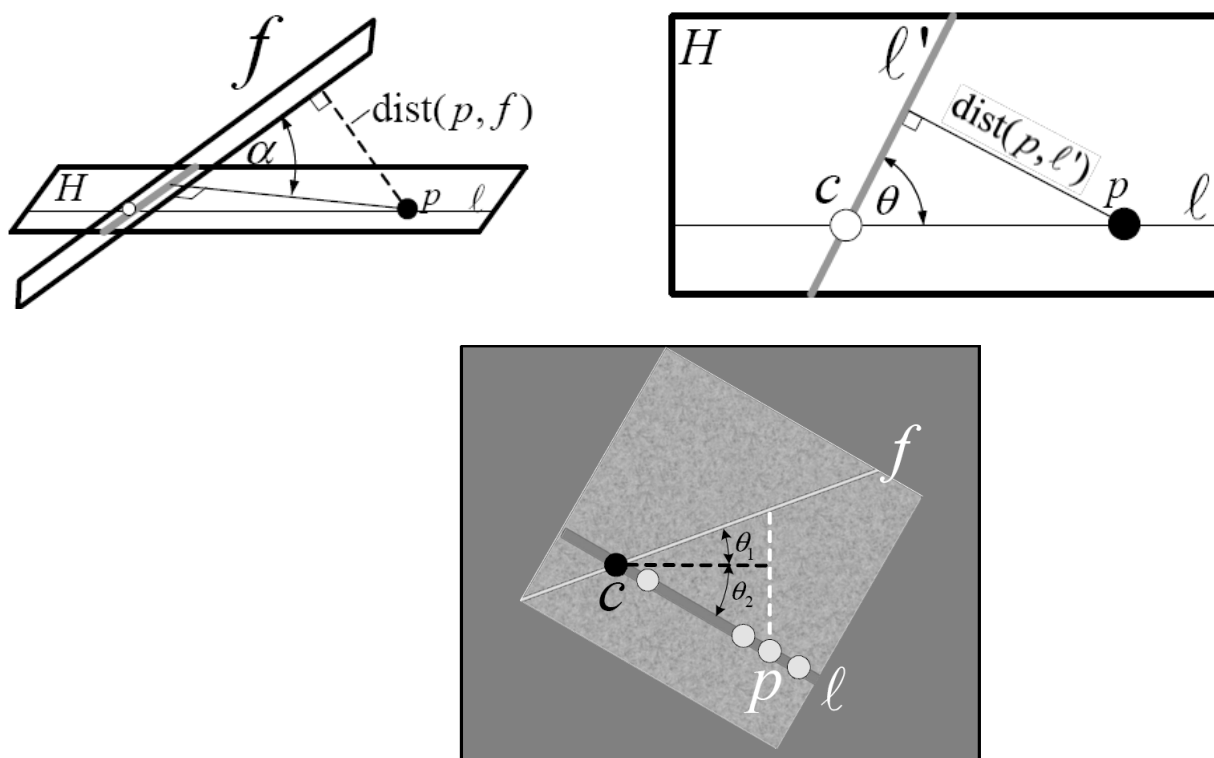 f
dist(p, f)
α
H
p
ℓ
H
ℓ'
dist(p, ℓ')
c
θ
p
ℓ
f
θ₁
c
θ₂
p
ℓ